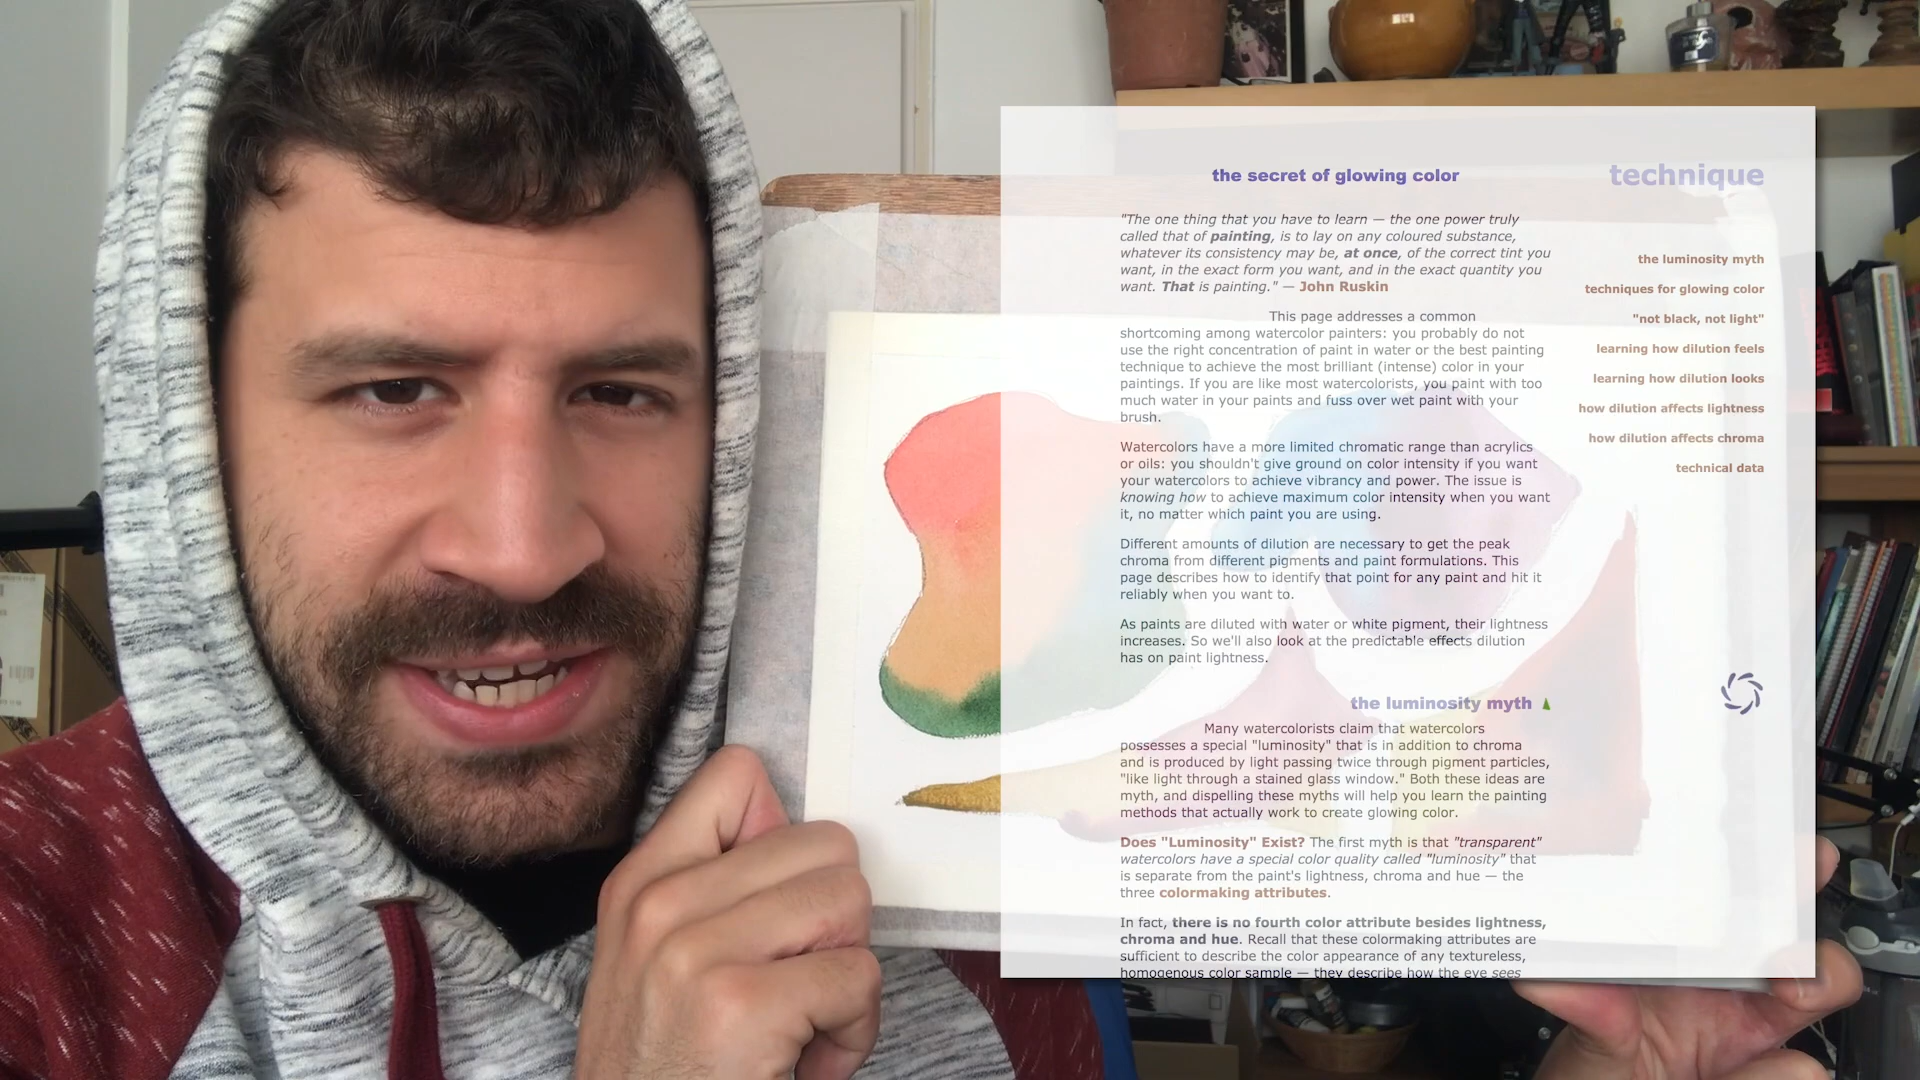 the secret of glowing color
technique
"The one thing that you have to learn — the one power truly
called that of painting, is to lay on any coloured substance,
whatever its consistency may be, at once, of the correct tint you
want, in the exact form you want, and in the exact quantity you
want. That is painting." — John Ruskin
This page addresses a common
shortcoming among watercolor painters: you probably do not
use the right concentration of paint in water or the best painting
technique to achieve the most brilliant (intense) color in your
paintings. If you are like most watercolorists, you paint with too
much water in your paints and fuss over wet paint with your
brush.
Watercolors have a more limited chromatic range than acrylics
or oils: you shouldn't give ground on color intensity if you want
your watercolors to achieve vibrancy and power. The issue is
knowing how to achieve maximum color intensity when you want
it, no matter which paint you are using.
Different amounts of dilution are necessary to get the peak
chroma from different pigments and paint formulations. This
page describes how to identify that point for any paint and hit it
reliably when you want to.
As paints are diluted with water or white pigment, their lightness
increases. So we'll also look at the predictable effects dilution
has on paint lightness.
the luminosity myth
Many watercolorists claim that watercolors
possesses a special "luminosity" that is in addition to chroma
and is produced by light passing twice through pigment particles,
"like light through a stained glass window." Both these ideas are
myth, and dispelling these myths will help you learn the painting
methods that actually work to create glowing color.
Does "Luminosity" Exist? The first myth is that "transparent"
watercolors have a special color quality called "luminosity" that
is separate from the paint's lightness, chroma and hue — the
three colormaking attributes.
In fact, there is no fourth color attribute besides lightness,
chroma and hue. Recall that these colormaking attributes are
sufficient to describe the color appearance of any textureless,
homogenous color sample — they describe how the eye sees
the luminosity myth
techniques for glowing color
"not black, not light"
learning how dilution feels
learning how dilution looks
how dilution affects lightness
how dilution affects chroma
technical data